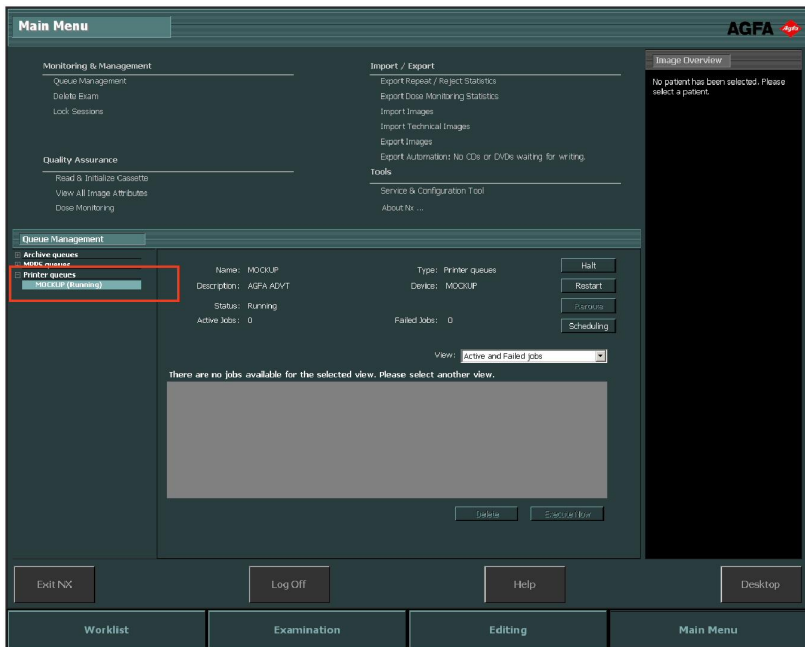 Main Menu
AGFA
Agfa
Monitoring & Management
Queue Management
Delete Exam
Lock Sessions
Quality Assurance
Read & Initialize Cassette
View All Image Attributes
Dose Monitoring
Import / Export
Export Repeat / Reject Statistics
Export Dose Monitoring Statistics
Import Images
Import Technical Images
Export Images
Export Automation: No CDs or DVDs waiting for writing.
Tools
Service & Configuration Tool
About Nx ...
Image Overview
No patient has been selected. Please
select a patient.
Queue Management
Archive queues
MPPS queues
Printer queues
MOCKUP (Running)
Name: MOCKUP
Type: Printer queues
Description: AGFA ADVT
Device: MOCKUP
Status: Running
Active Jobs: 0
Failed Jobs: 0
Halt
Restart
Reroute
Scheduling
View: Active and Failed jobs
There are no jobs available for the selected view. Please select another view.
Delete
Execute Now
Exit NX
Log Off
Help
Desktop
Worklist
Examination
Editing
Main Menu